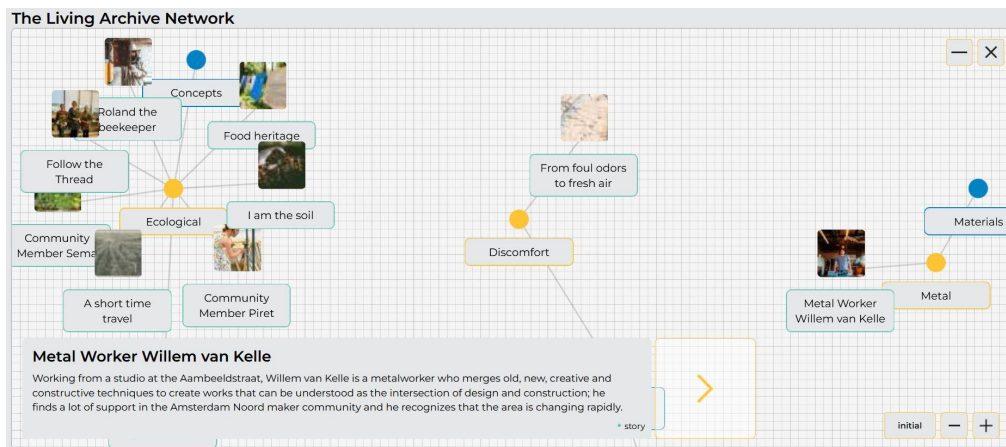 The Living Archive Network
Concepts
Roland the
beekeeper
Food heritage
Follow the
Thread
From foul odors
to fresh air
I am the soil
Ecological
Materials
Community
Member Sema
Discomfort
Metal
A short time
travel
Community
Member Piret
Metal Worker
Willem van Kelle
Metal Worker Willem van Kelle
Working from a studio at the Aambeeldstraat, Willem van Kelle is a metalworker who merges old, new, creative and
constructive techniques to create works that can be understood as the intersection of design and construction; he
finds a lot of support in the Amsterdam Noord maker community and he recognizes that the area is changing rapidly.
* story
initial